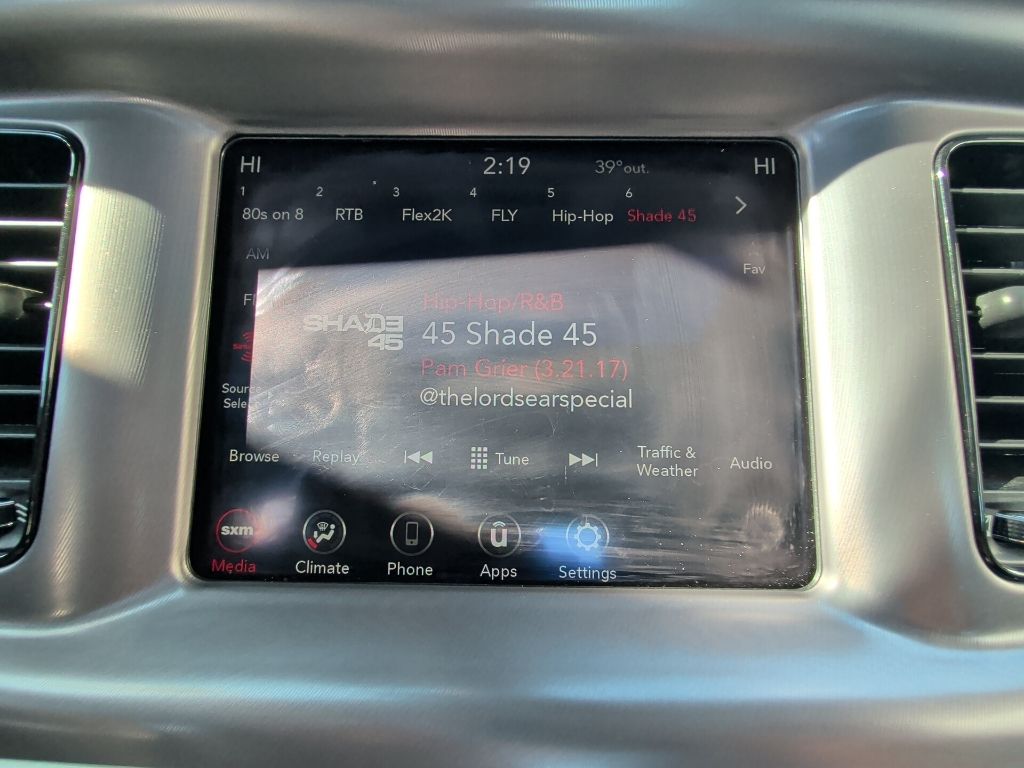 HI 2:19 39°out. HI
1 2 3 4 5 6
80s on 8 RTB Flex2K FLY Hip-Hop Shade 45
AM
Fav
Hip-Hop/R&B
SHADE 45
45 Shade 45
Pam Grier (3.21.17)
@thelordsearspecial
Browse Replay Tune Traffic & Weather Audio
sxm
Media Climate Phone Apps Settings